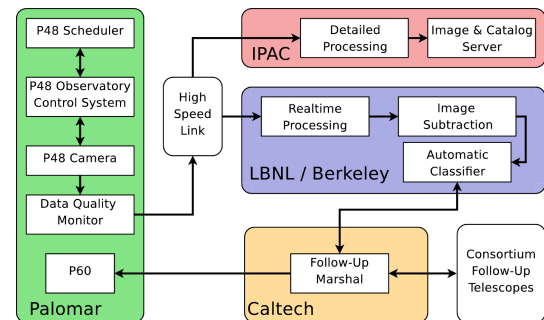 P48 Scheduler
P48 Observatory
Control System
P48 Camera
Data Quality
Monitor
P60
Palomar
High
Speed
Link
Detailed
Processing
Image & Catalog
Server
IPAC
Realtime
Processing
Image
Subtraction
Automatic
Classifier
LBNL / Berkeley
Follow-Up
Marshal
Caltech
Consortium
Follow-Up
Telescopes